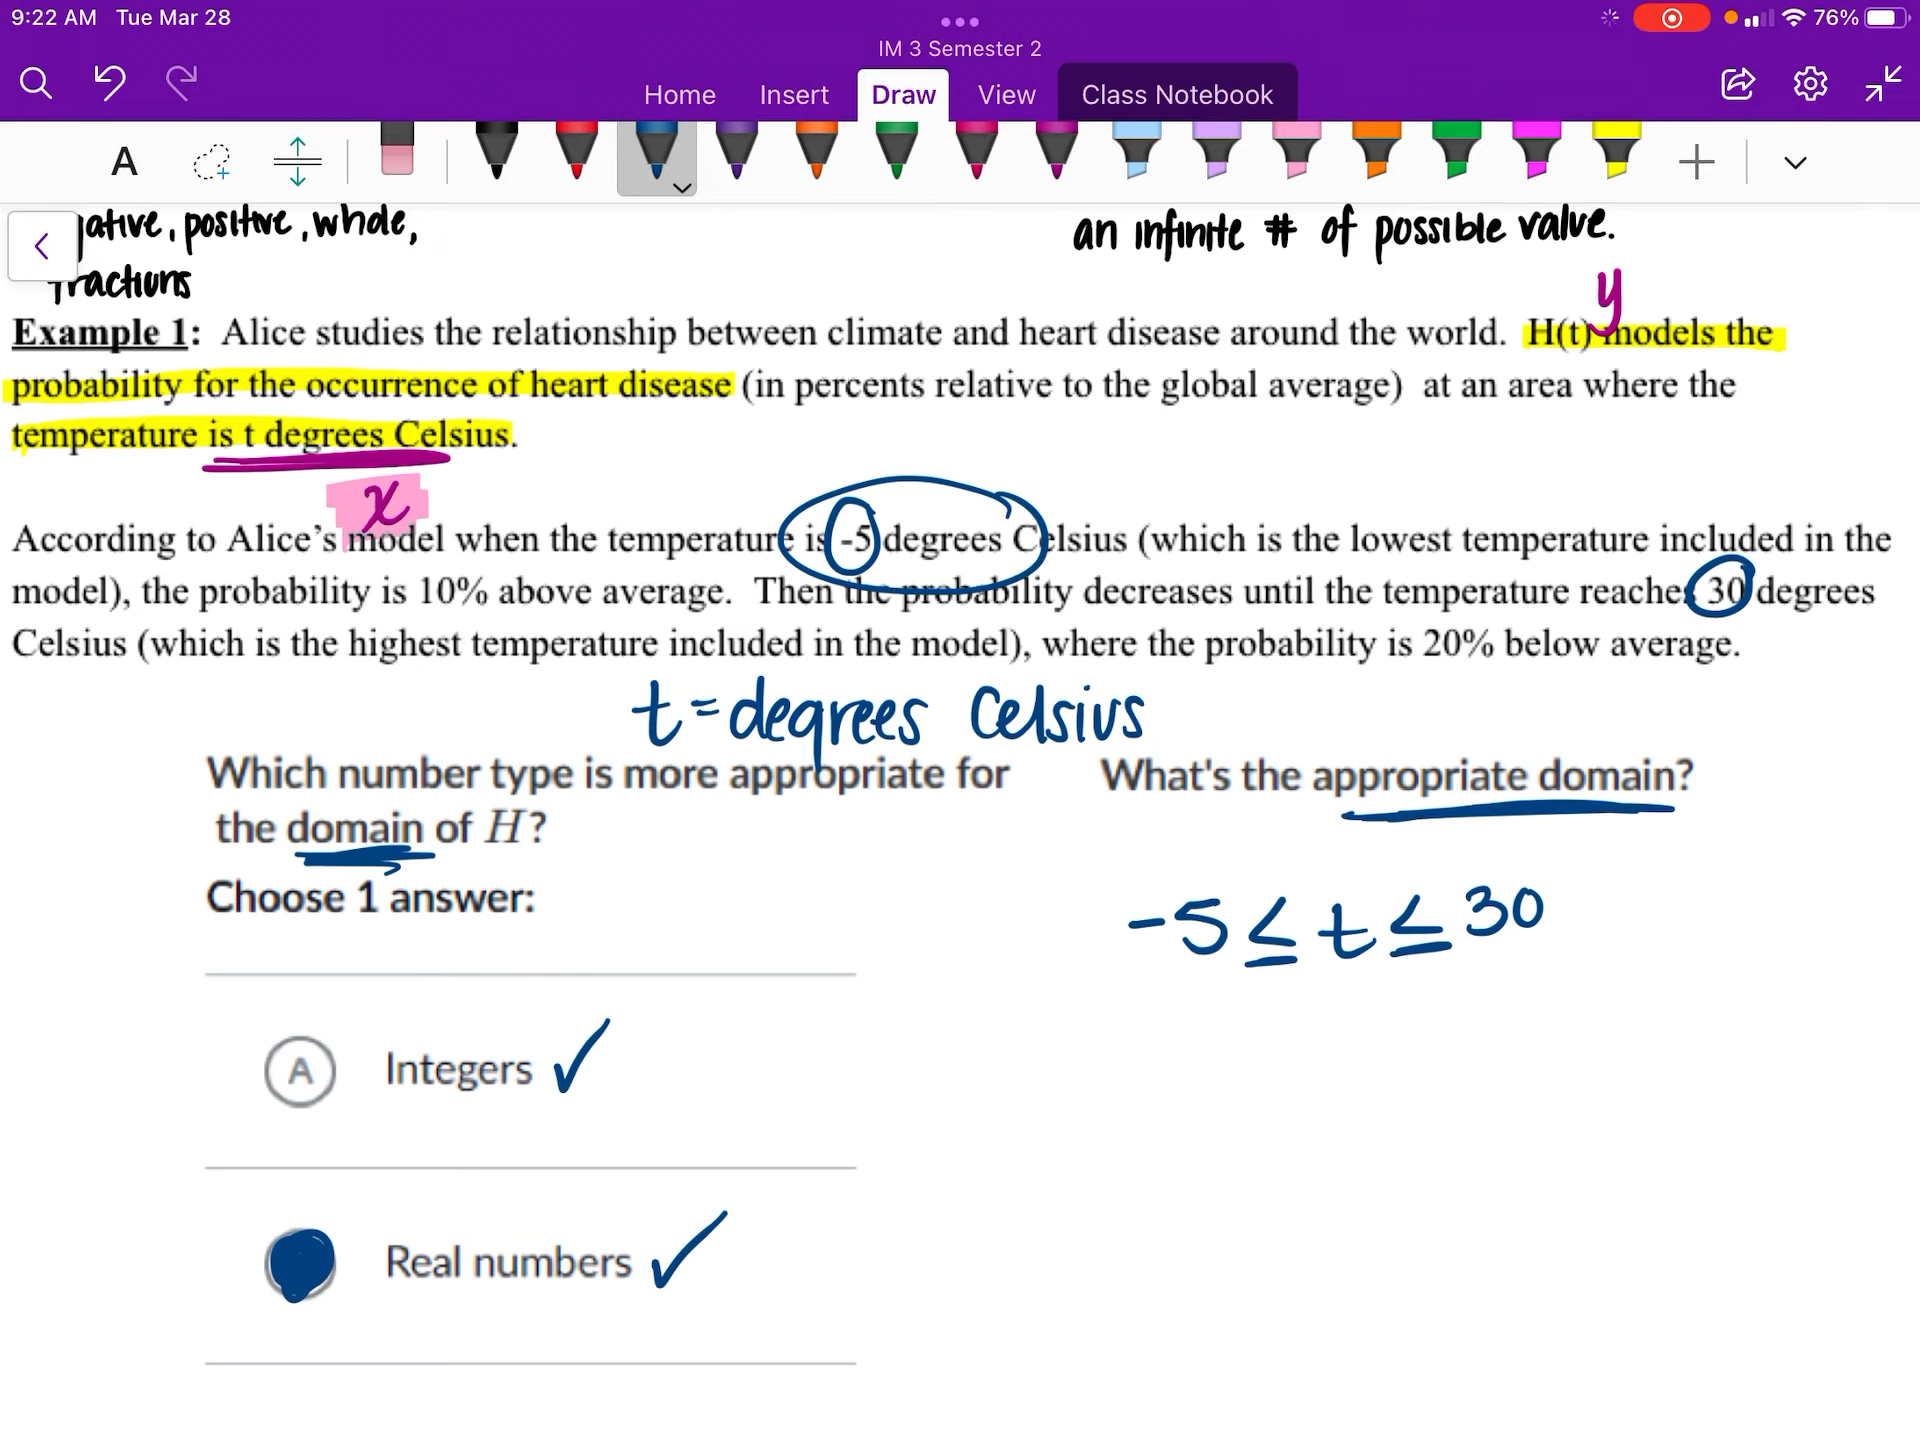 9:22 AM Tue Mar 28
76%
IM 3 Semester 2
Home Insert Draw View Class Notebook
A
ative, positive, whole,
fractions
an infinite # of possible value.
y
Example 1: Alice studies the relationship between climate and heart disease around the world. H(t) models the
probability for the occurrence of heart disease (in percents relative to the global average) at an area where the
temperature is t degrees Celsius.
x
According to Alice's model when the temperature is -5 degrees Celsius (which is the lowest temperature included in the
model), the probability is 10% above average. Then the probability decreases until the temperature reaches 30 degrees
Celsius (which is the highest temperature included in the model), where the probability is 20% below average.
t = degrees Celsius
Which number type is more appropriate for
the domain of H?
Choose 1 answer:
A Integers ✓
Real numbers ✓
What's the appropriate domain?
-5 ≤ t ≤ 30